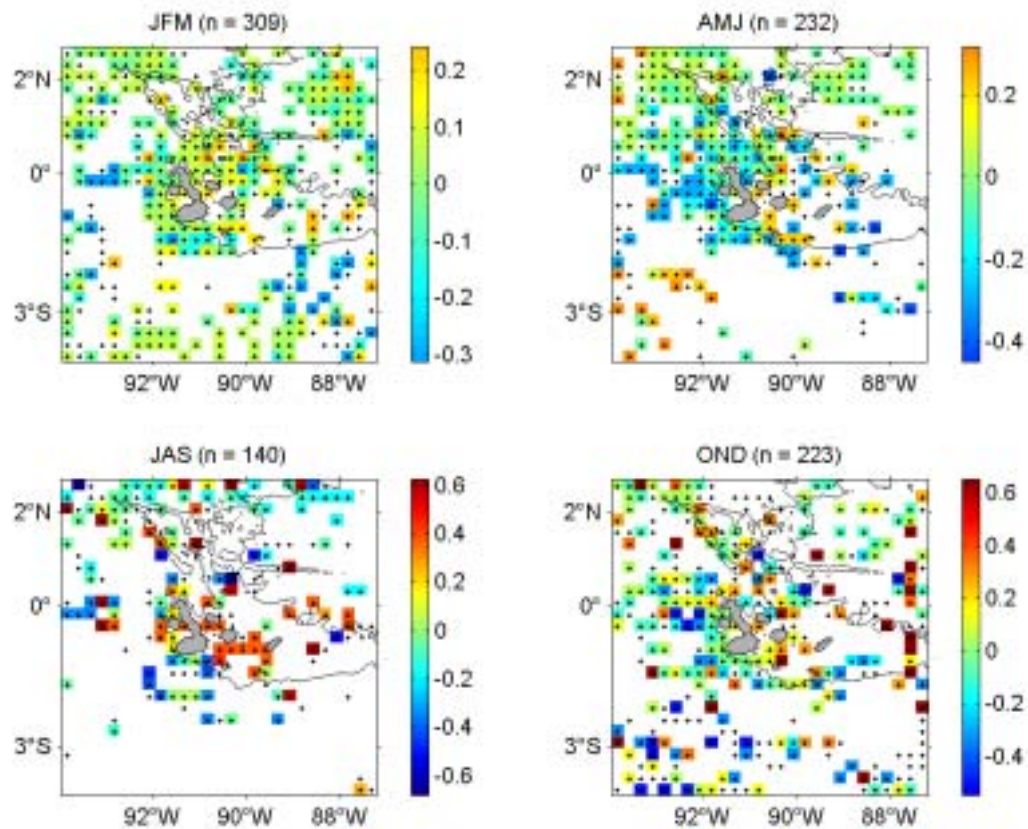 JFM (n = 309)
2°N
0°
3°S
92°W
90°W
88°W
0.2
0.1
0
-0.1
-0.2
-0.3
AMJ (n = 232)
2°N
0°
3°S
92°W
90°W
88°W
0.2
0
-0.2
-0.4
JAS (n = 140)
2°N
0°
3°S
92°W
90°W
88°W
0.6
0.4
0.2
0
-0.2
-0.4
-0.6
OND (n = 223)
2°N
0°
3°S
92°W
90°W
88°W
0.6
0.4
0.2
0
-0.2
-0.4